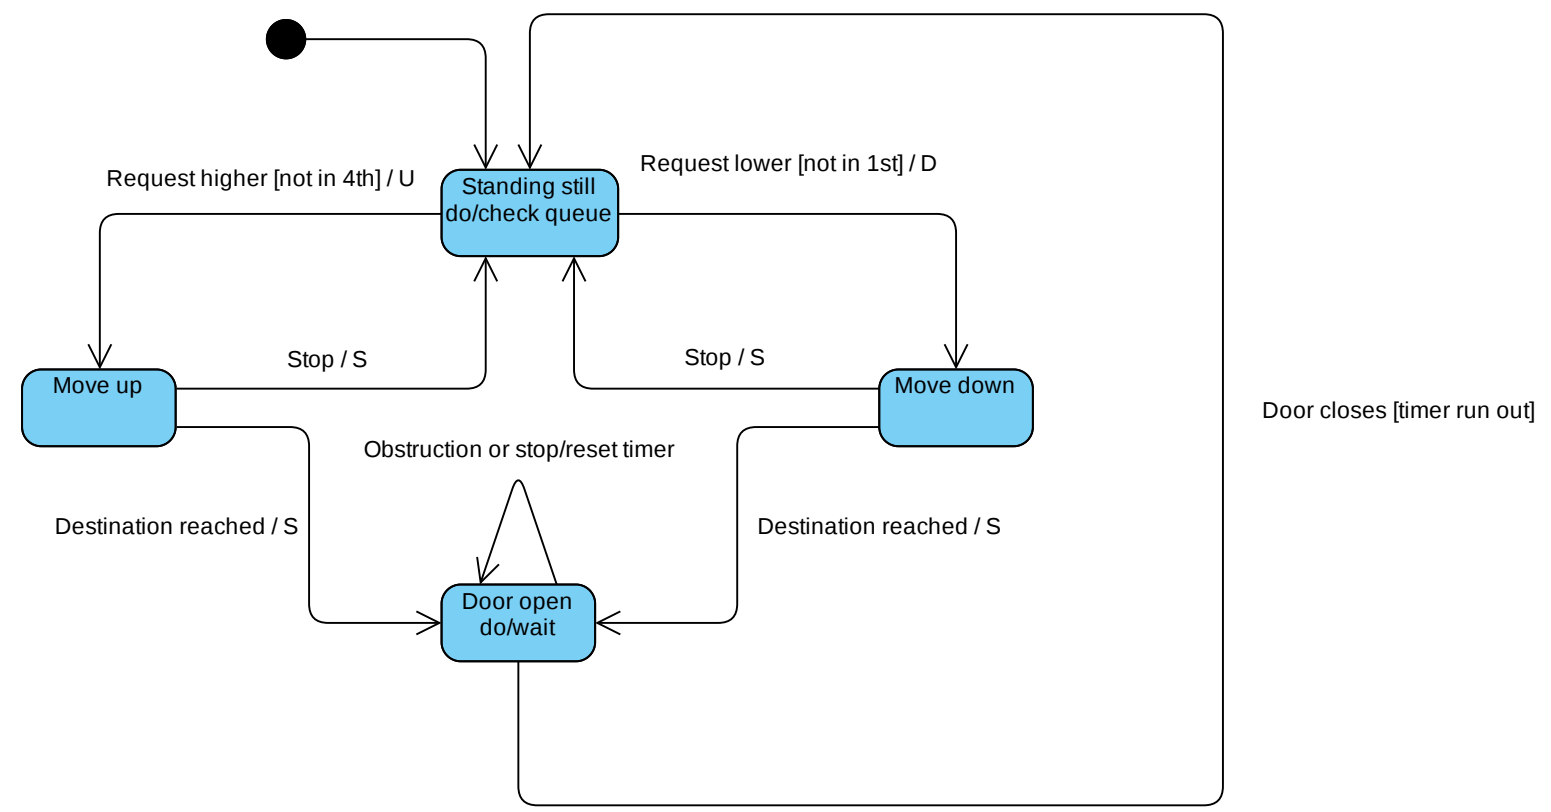 Request higher [not in 4th] / U
Request lower [not in 1st] / D
Standing still
do/check queue
Stop / S
Stop / S
Move up
Move down
Door closes [timer run out]
Obstruction or stop/reset timer
Destination reached / S
Destination reached / S
Door open
do/wait